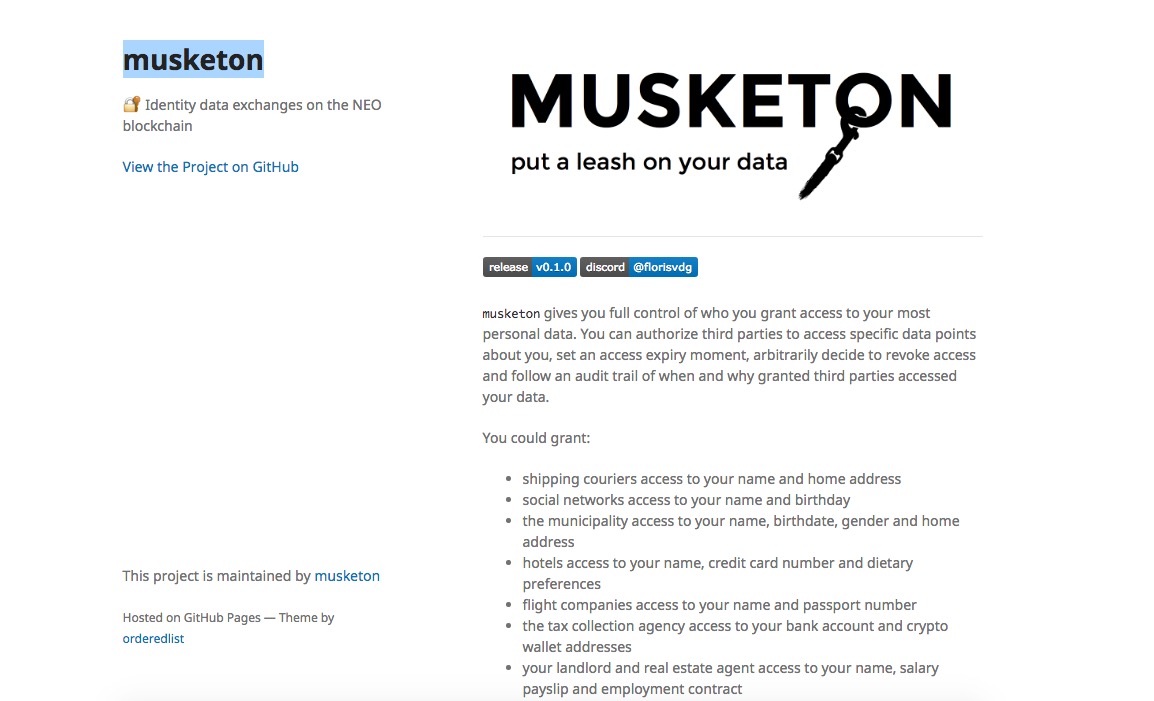 musketon
🔐 Identity data exchanges on the NEO
blockchain
View the Project on GitHub
This project is maintained by musketon
Hosted on GitHub Pages — Theme by
orderedlist
MUSKETON
put a leash on your data
release v0.1.0 discord @florisvdg
musketon gives you full control of who you grant access to your most
personal data. You can authorize third parties to access specific data points
about you, set an access expiry moment, arbitrarily decide to revoke access
and follow an audit trail of when and why granted third parties accessed
your data.
You could grant:
• shipping couriers access to your name and home address
• social networks access to your name and birthday
• the municipality access to your name, birthdate, gender and home
address
• hotels access to your name, credit card number and dietary
preferences
• flight companies access to your name and passport number
• the tax collection agency access to your bank account and crypto
wallet addresses
• your landlord and real estate agent access to your name, salary
payslip and employment contract